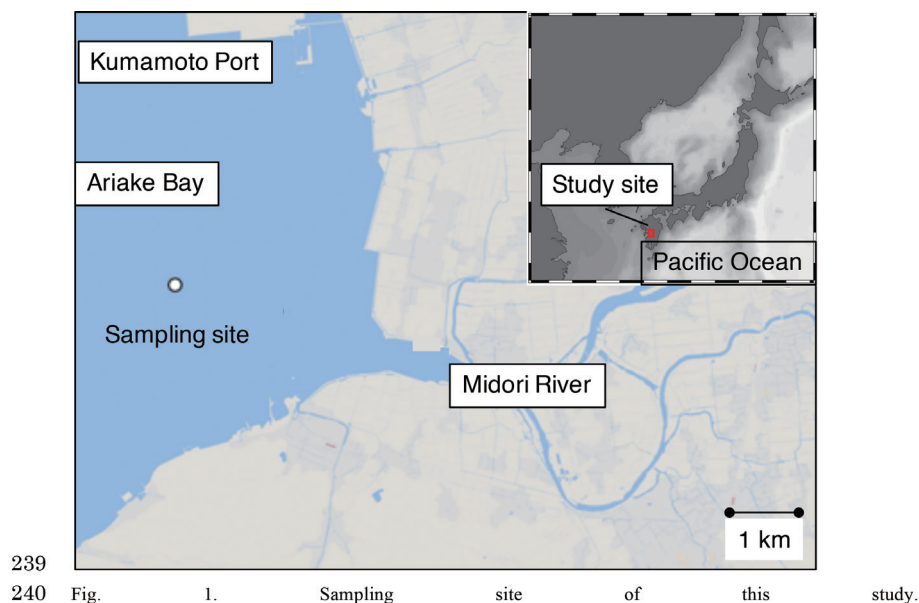 Kumamoto Port
Ariake Bay
Study site
Pacific Ocean
Sampling site
Midori River
1 km
239
240 Fig. 1. Sampling site of this study.